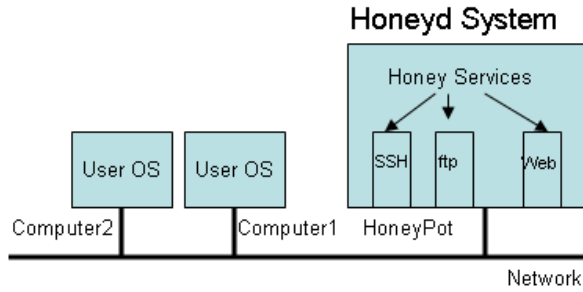 Honeyd System
Honey Services
SSH ftp Web
User OS User OS
Computer2 Computer1 HoneyPot
Network